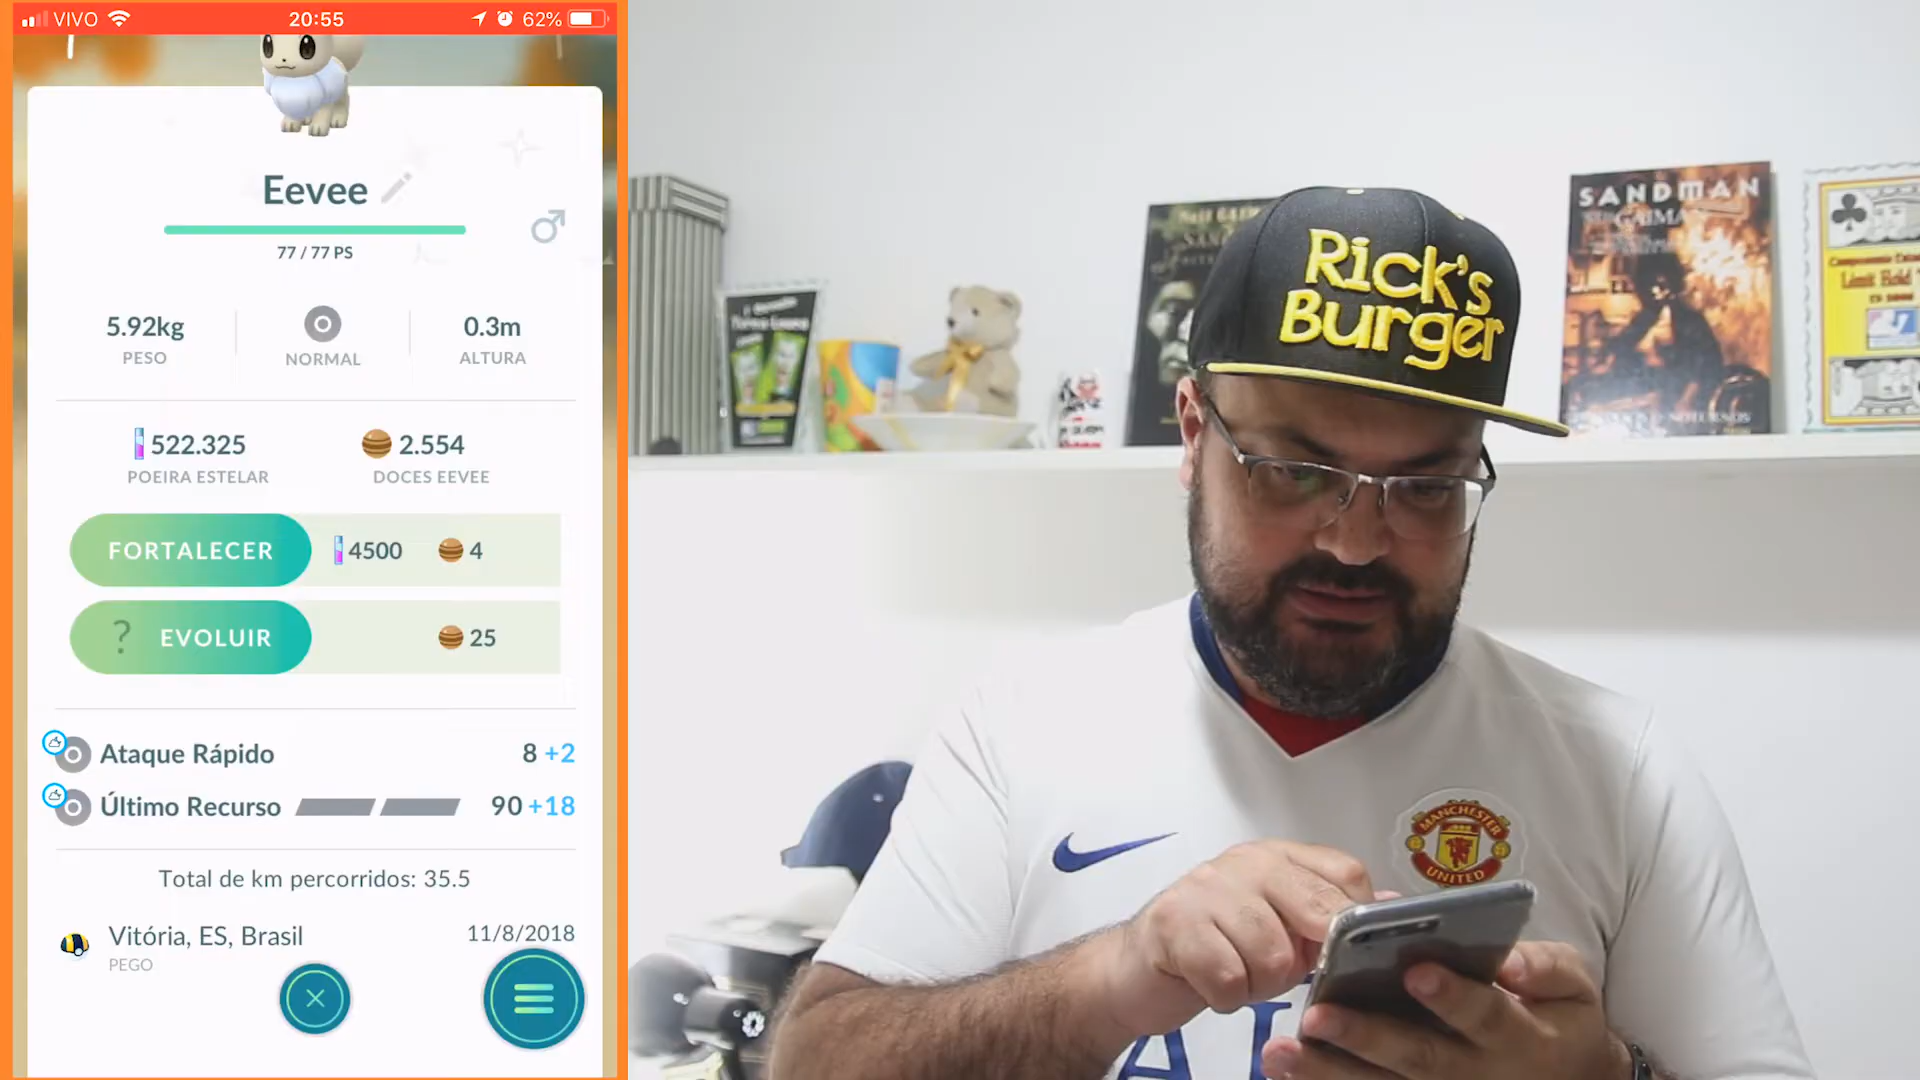 VIVO 20:55 62%
Eevee
77 / 77 PS
5.92kg
PESO
NORMAL
0.3m
ALTURA
522.325
POEIRA ESTELAR
2.554
DOCES EEVEE
FORTALECER 4500 4
? EVOLUIR 25
Ataque Rápido 8 +2
Último Recurso 90 +18
Total de km percorridos: 35.5
Vitória, ES, Brasil 11/8/2018
PEGO
Rick's
Burger
SANDMAN
MANCHESTER
UNITED